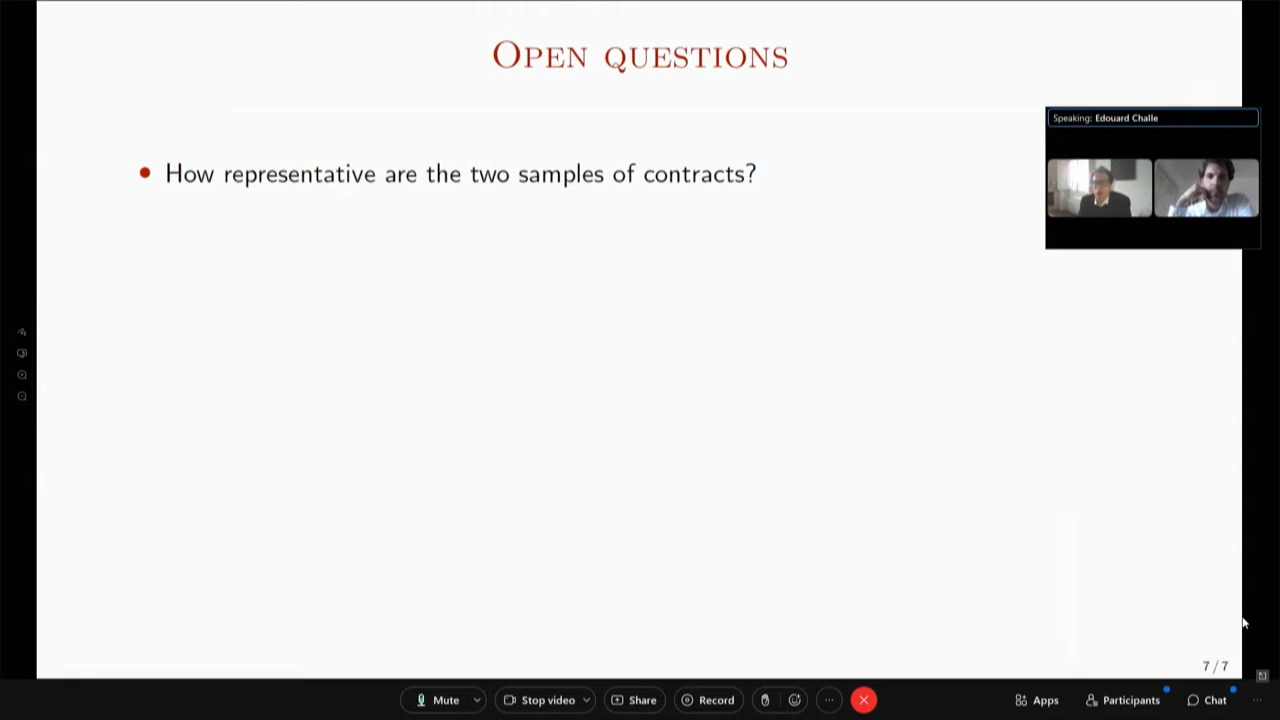 OPEN QUESTIONS
Speaking: Edouard Challe
• How representative are the two samples of contracts?
7 / 7
Mute
Stop video
Share
Record
Apps
Participants
Chat